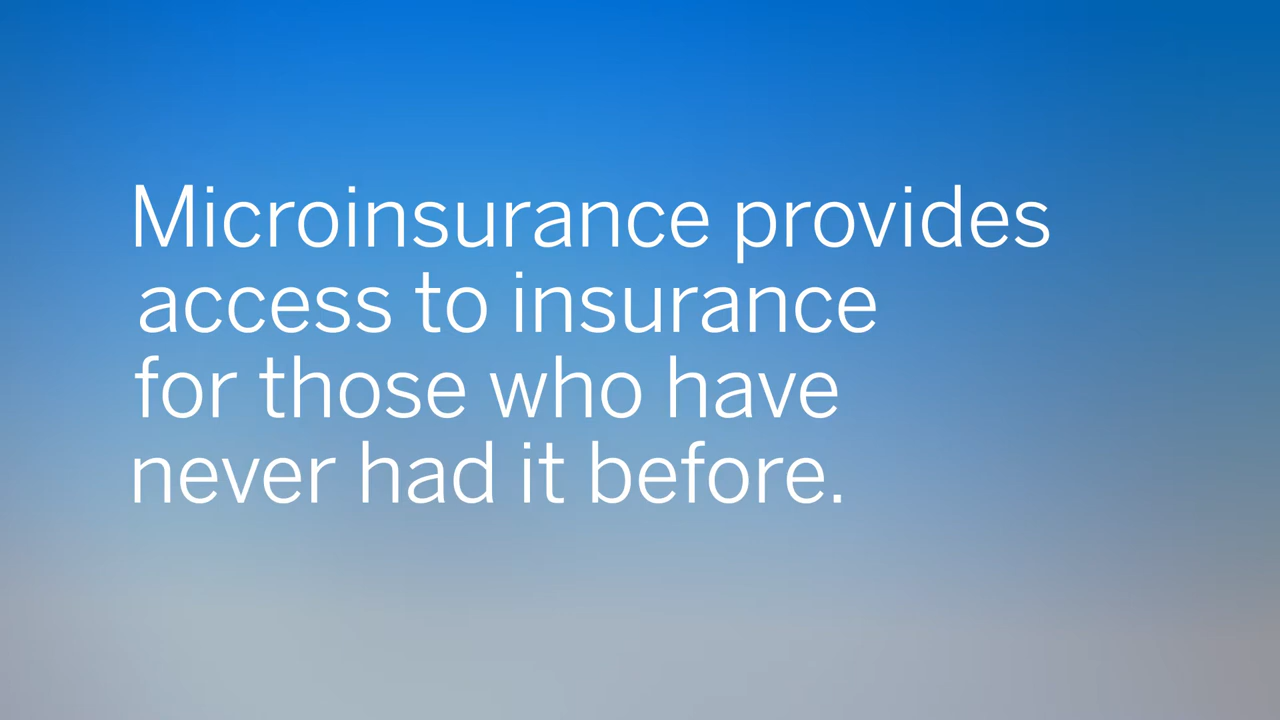 Microinsurance provides
access to insurance
for those who have
never had it before.